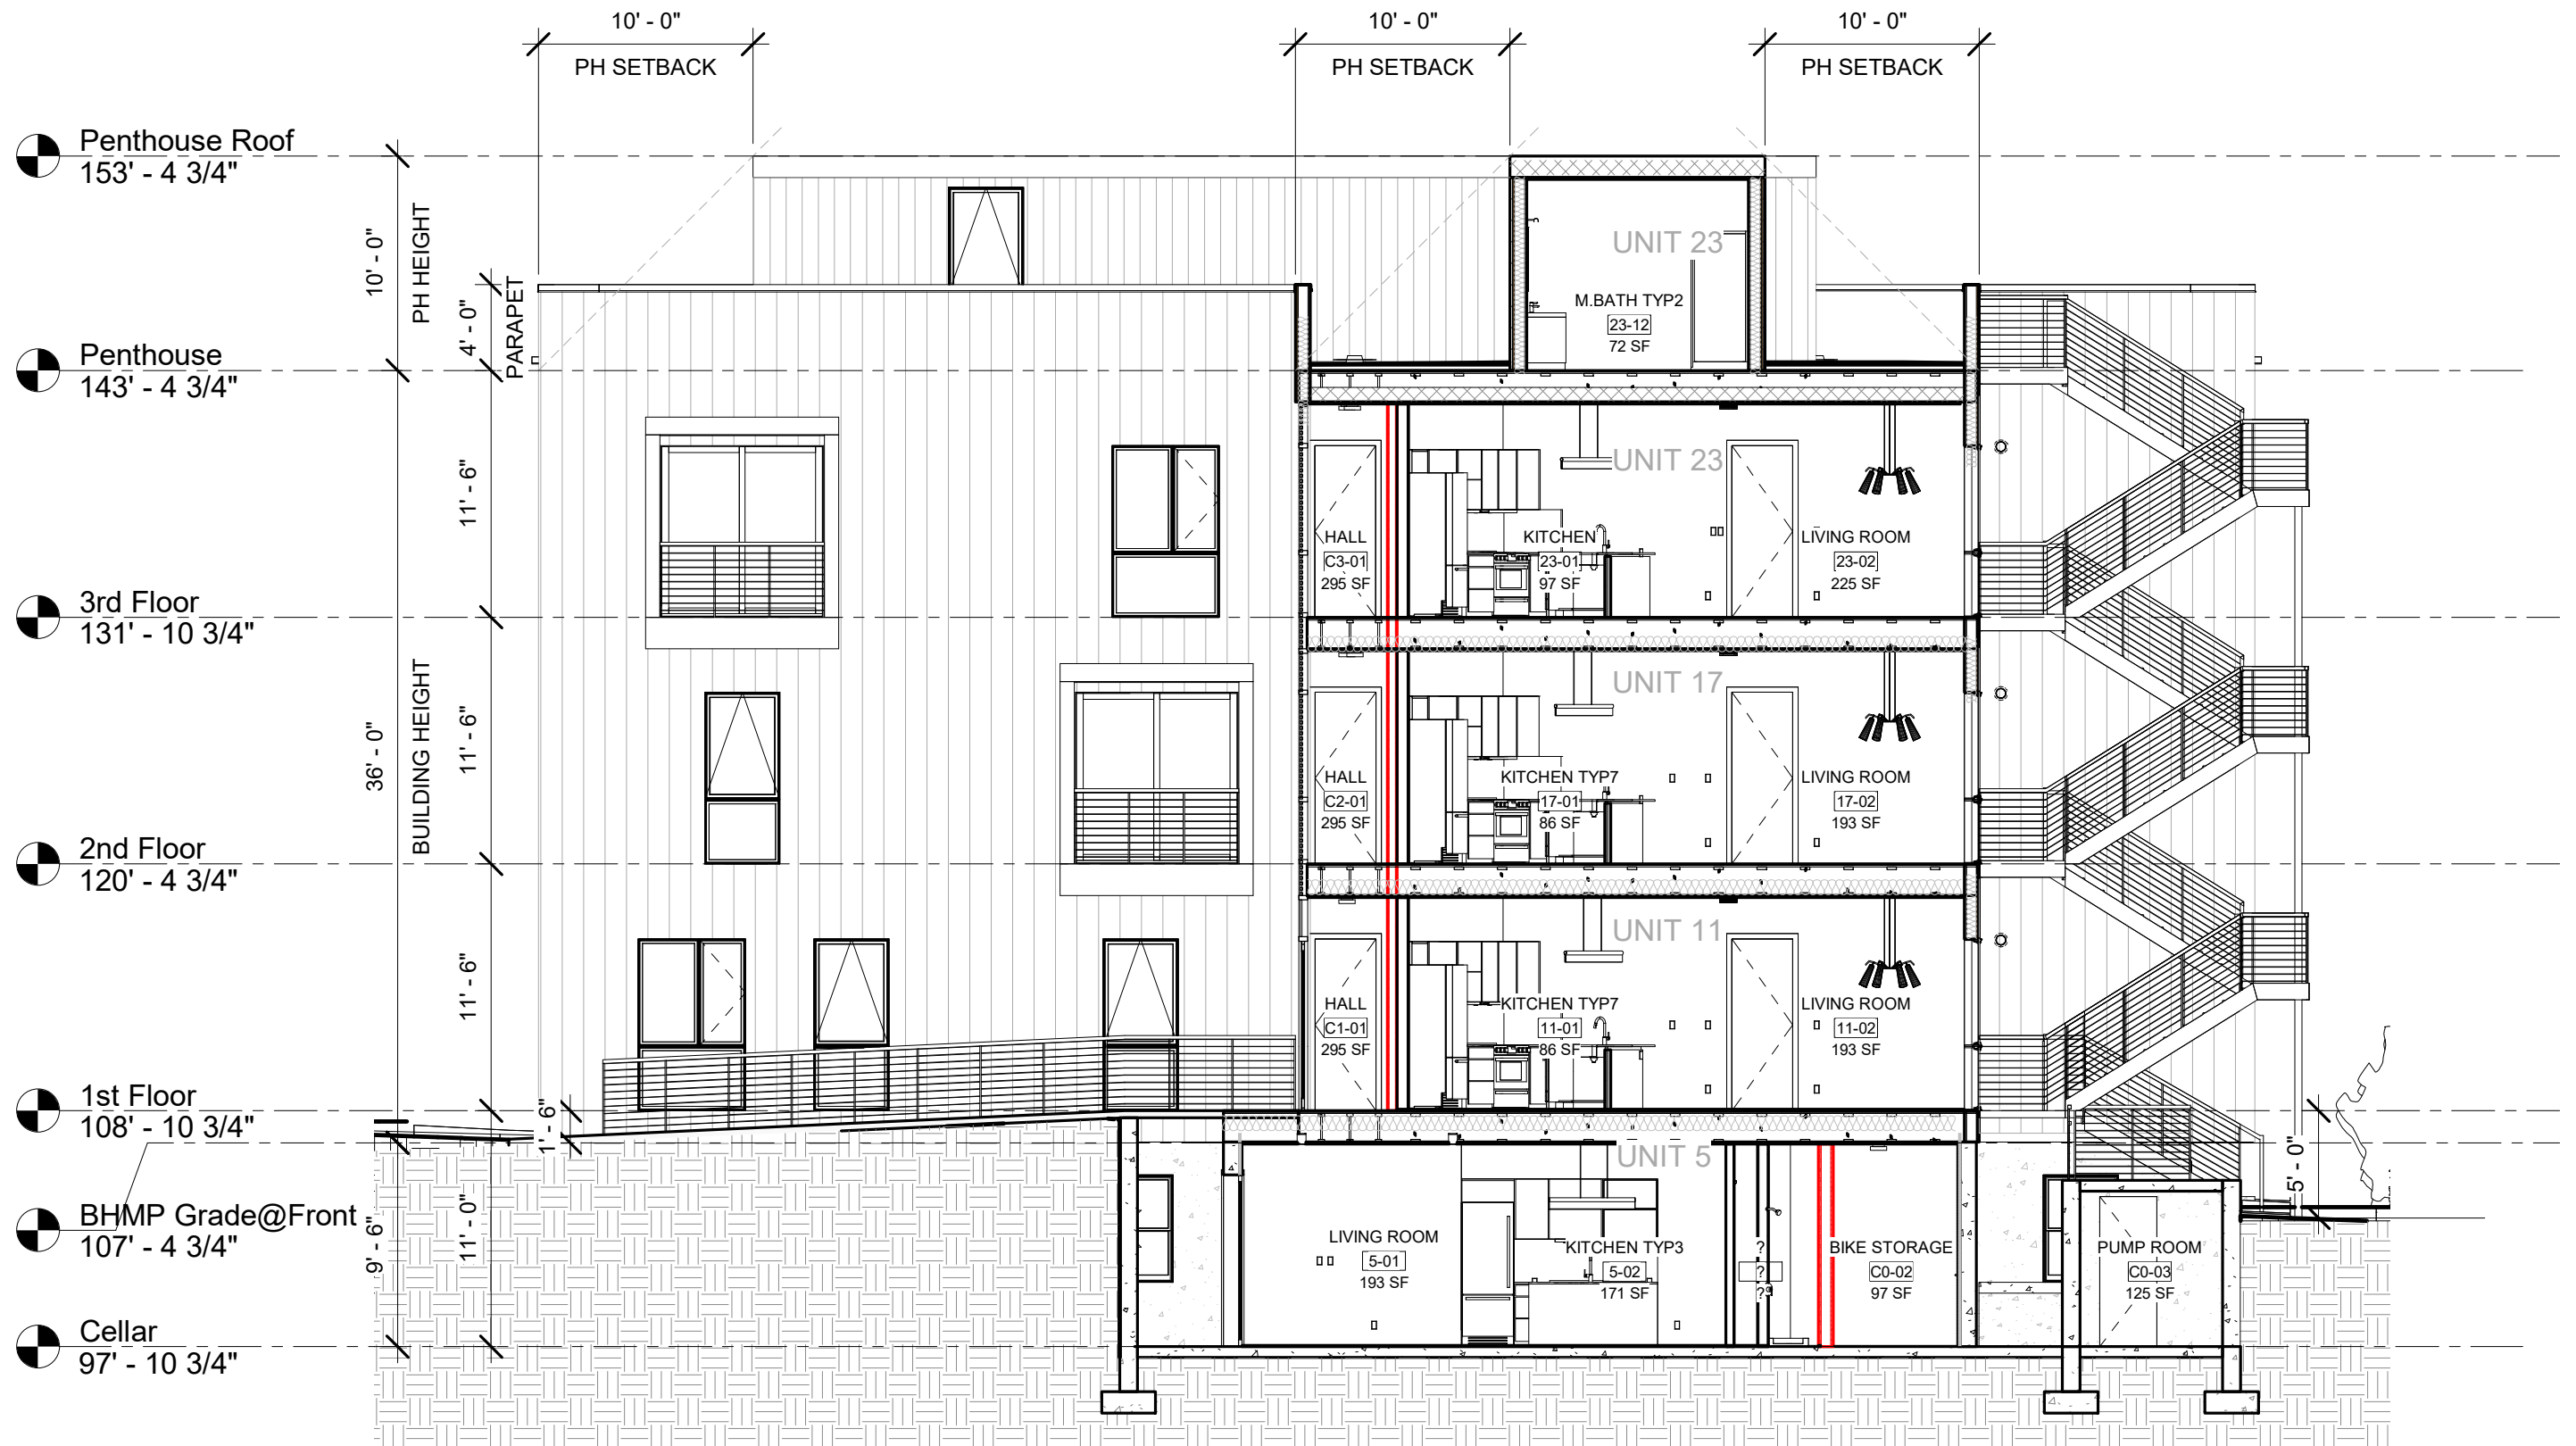 10' - 0"
10' - 0"
10' - 0"
PH SETBACK
PH SETBACK
PH SETBACK
Penthouse Roof
153' - 4 3/4"
10' - 0"
PH HEIGHT
4' - 0"
PARAPET
UNIT 23
M.BATH TYP2
23-12
72 SF
Penthouse
143' - 4 3/4"
11' - 6"
UNIT 23
HALL
C3-01
295 SF
KITCHEN
23-01
97 SF
LIVING ROOM
23-02
225 SF
3rd Floor
131' - 10 3/4"
36' - 0"
BUILDING HEIGHT
11' - 6"
UNIT 17
HALL
C2-01
295 SF
KITCHEN TYP7
17-01
86 SF
LIVING ROOM
17-02
193 SF
2nd Floor
120' - 4 3/4"
11' - 6"
UNIT 11
HALL
C1-01
295 SF
KITCHEN TYP7
11-01
86 SF
LIVING ROOM
11-02
193 SF
1st Floor
108' - 10 3/4"
1' - 6"
UNIT 5
5' - 0"
BHMP Grade@Front
107' - 4 3/4"
9' - 6"
11' - 0"
LIVING ROOM
5-01
193 SF
KITCHEN TYP3
5-02
171 SF
?
?
?
BIKE STORAGE
C0-02
97 SF
PUMP ROOM
C0-03
125 SF
Cellar
97' - 10 3/4"